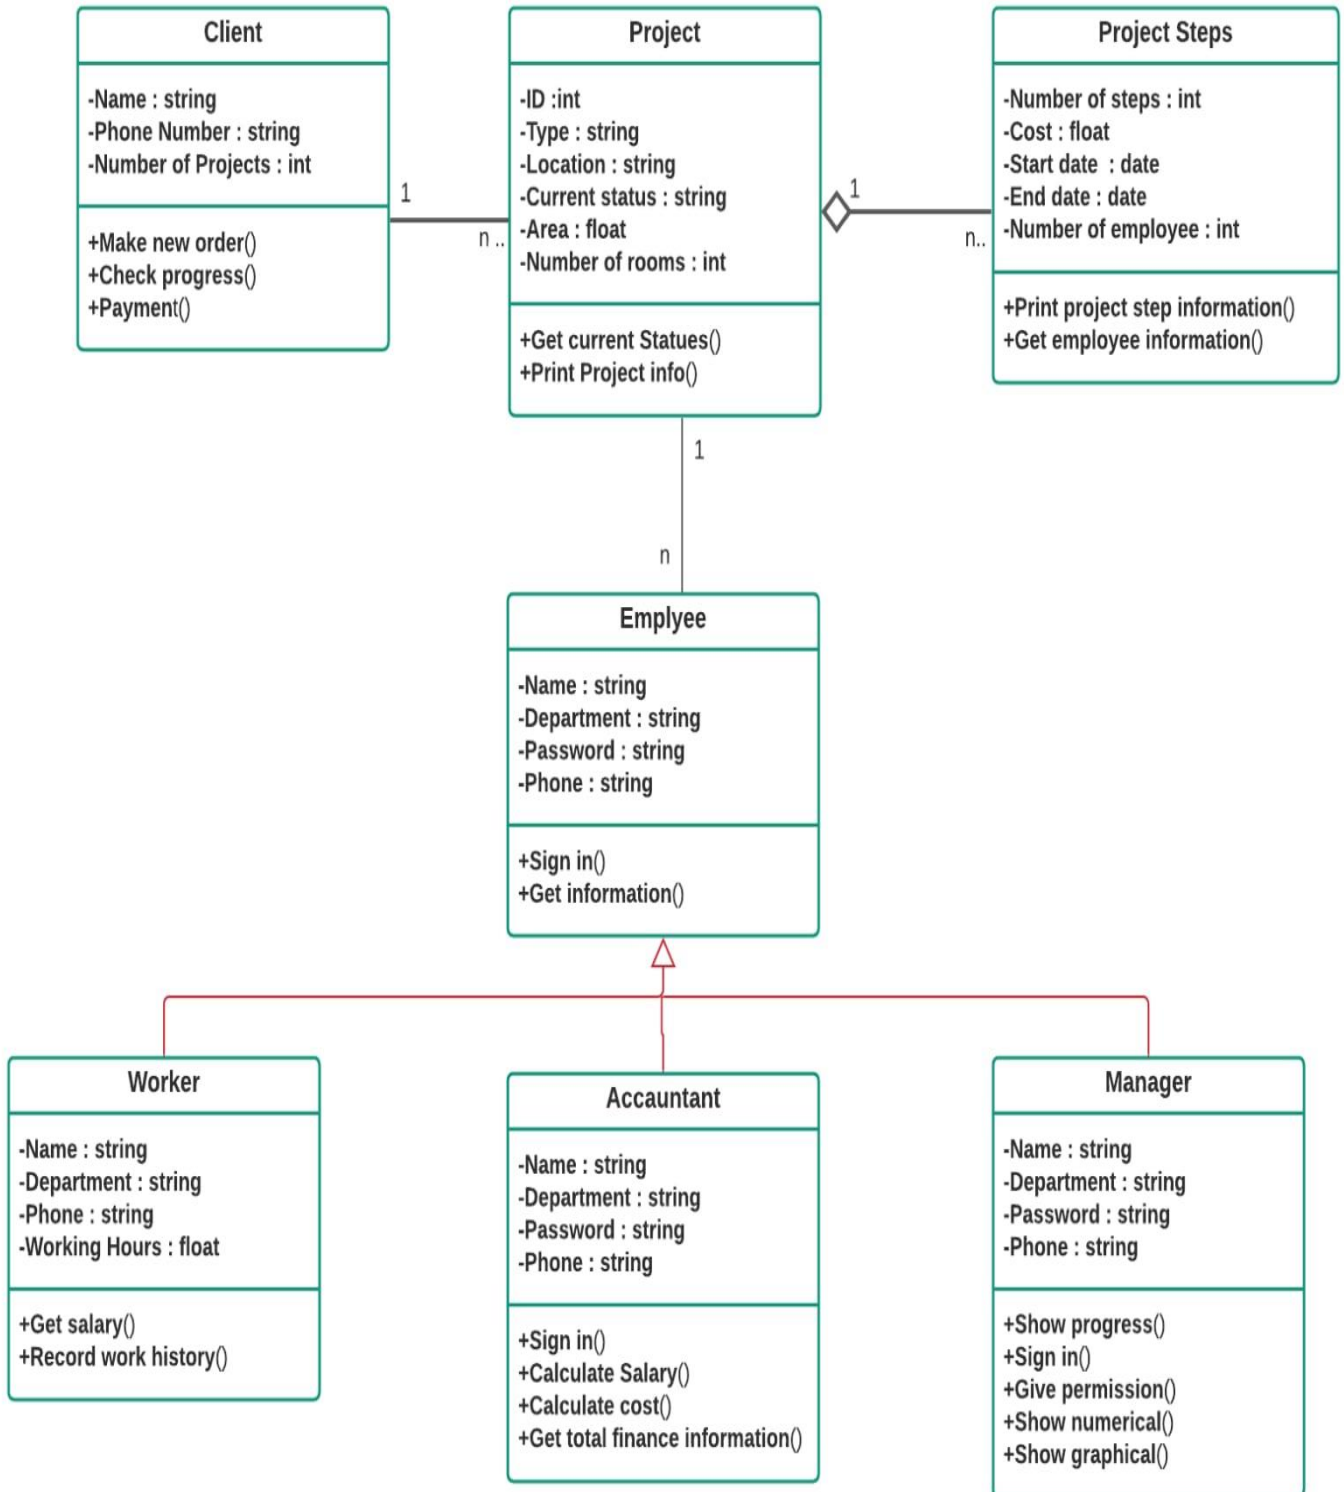 Client
-Name : string
-Phone Number : string
-Number of Projects : int
+Make new order()
+Check progress()
+Payment()
1
n ..
Project
-ID :int
-Type : string
-Location : string
-Current status : string
-Area : float
-Number of rooms : int
+Get current Statues()
+Print Project info()
1
n..
Project Steps
-Number of steps : int
-Cost : float
-Start date  : date
-End date : date
-Number of employee : int
+Print project step information()
+Get employee information()
1
n
Emplyee
-Name : string
-Department : string
-Password : string
-Phone : string
+Sign in()
+Get information()
Worker
-Name : string
-Department : string
-Phone : string
-Working Hours : float
+Get salary()
+Record work history()
Accauntant
-Name : string
-Department : string
-Password : string
-Phone : string
+Sign in()
+Calculate Salary()
+Calculate cost()
+Get total finance information()
Manager
-Name : string
-Department : string
-Password : string
-Phone : string
+Show progress()
+Sign in()
+Give permission()
+Show numerical()
+Show graphical()